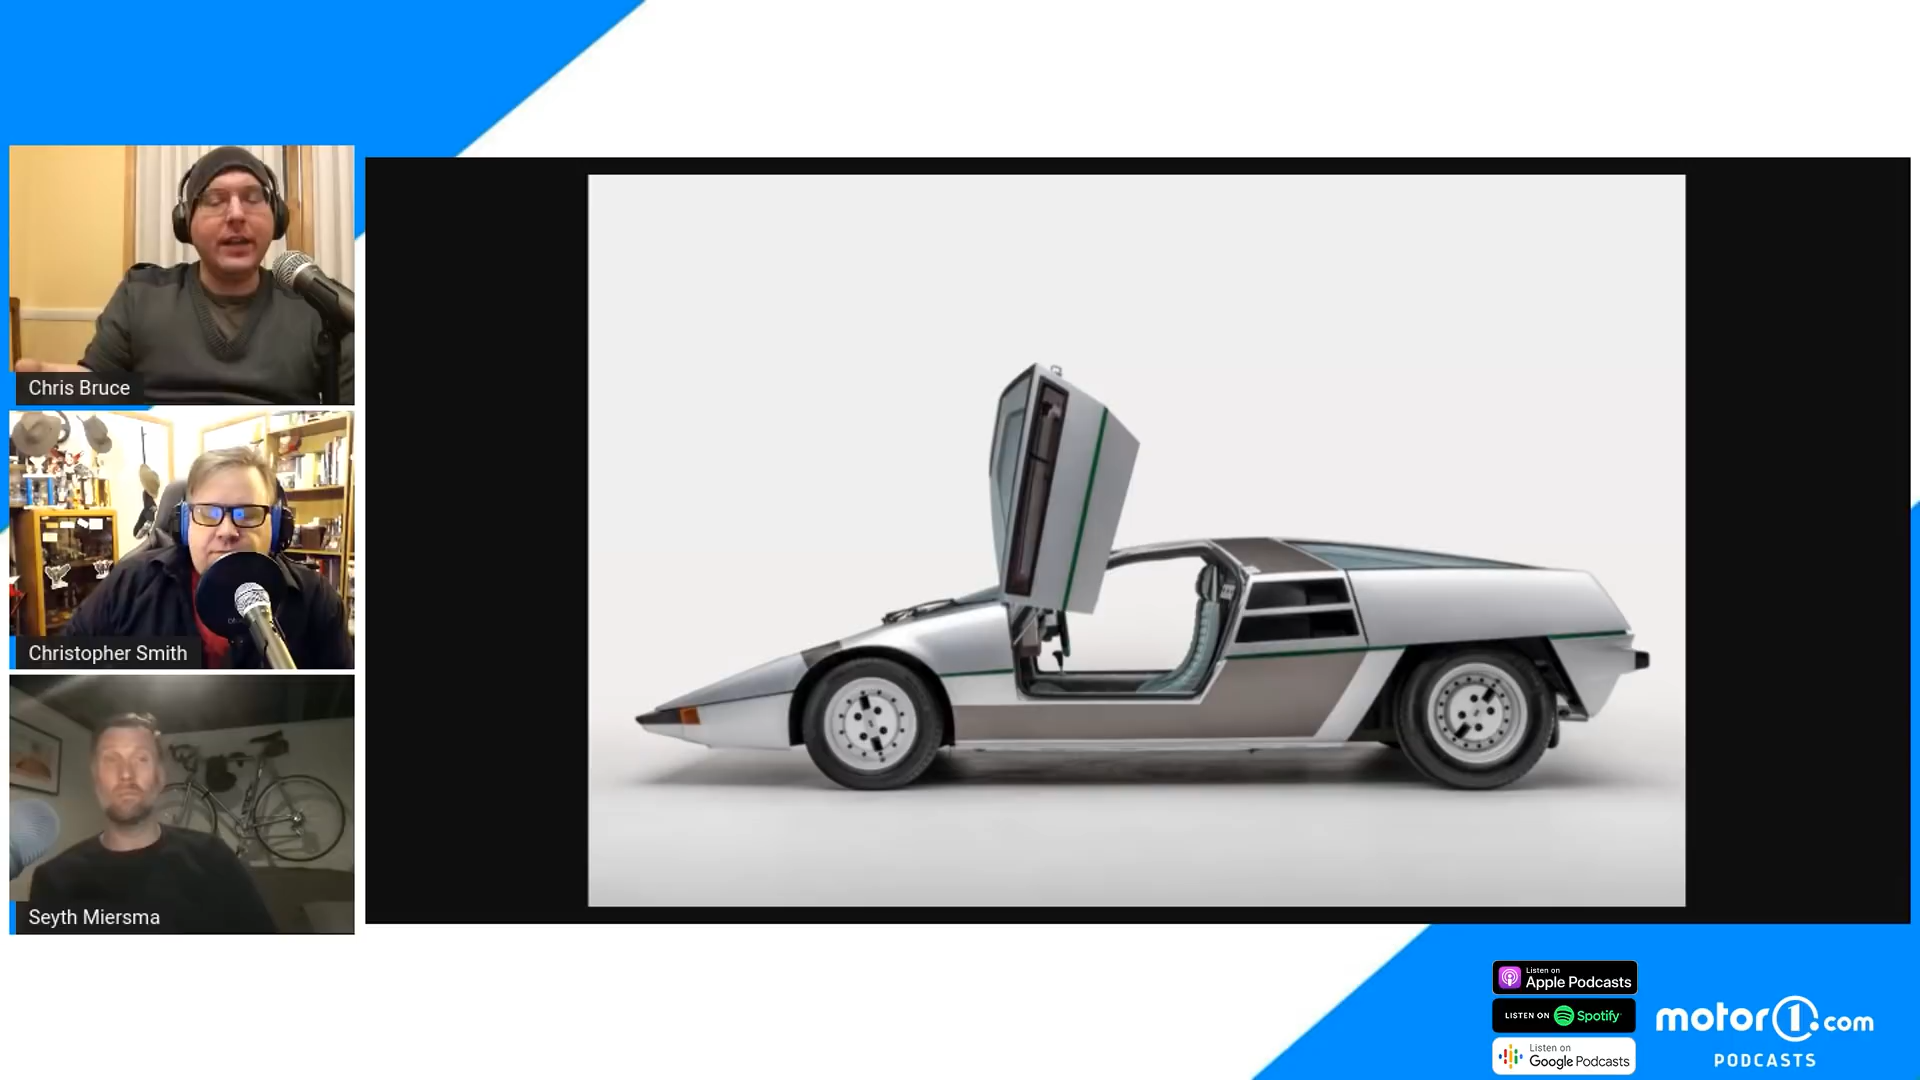 Chris Bruce
Christopher Smith
Seyth Miersma
Listen on
Apple Podcasts
LISTEN ON Spotify
Listen on
Google Podcasts
motor1.com
PODCASTS